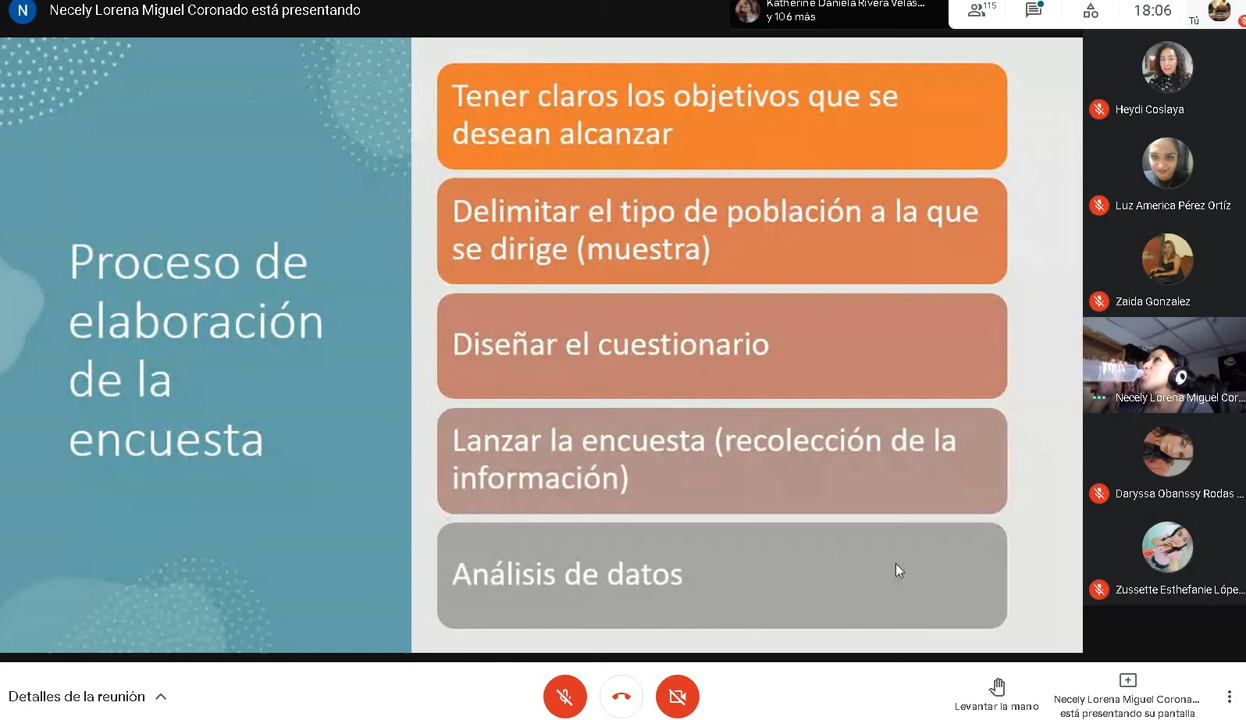 N
Necely Lorena Miguel Coronado está presentando
Katherine Daniela Rivera Velas...
y 106 más
115
18:06
Tú
Proceso de
elaboración
de la
encuesta
Tener claros los objetivos que se
desean alcanzar
Delimitar el tipo de población a la que
se dirige (muestra)
Diseñar el cuestionario
Lanzar la encuesta (recolección de la
información)
Análisis de datos
Heydi Coslaya
Luz America Pérez Ortíz
Zaida Gonzalez
Necely Lorena Miguel Cor...
Daryssa Obanssy Rodas ...
Zussette Esthefanie Lópe...
Detalles de la reunión
Levantar la mano
Necely Lorena Miguel Corona...
está presentando su pantalla